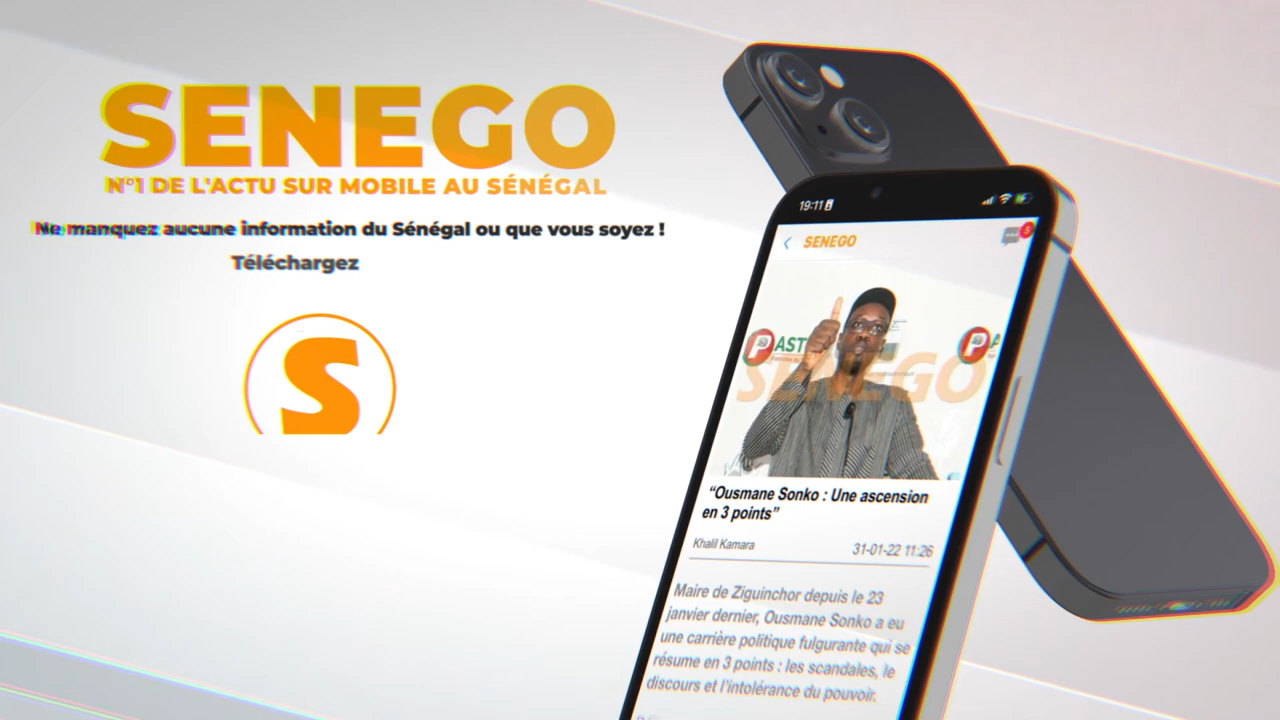 SENEGO
N°1 DE L'ACTU SUR MOBILE AU SÉNÉGAL
Ne manquez aucune information du Sénégal ou que vous soyez !
Téléchargez
S
19:11
SENEGO
5
PAST
PA
SENEGO
“Ousmane Sonko : Une ascension
en 3 points”
Khalil Kamara
31-01-22 11:26
Maire de Ziguinchor depuis le 23
janvier dernier, Ousmane Sonko a eu
une carrière politique fulgurante qui se
résume en 3 points : les scandales, le
discours et l'intolérance du pouvoir.